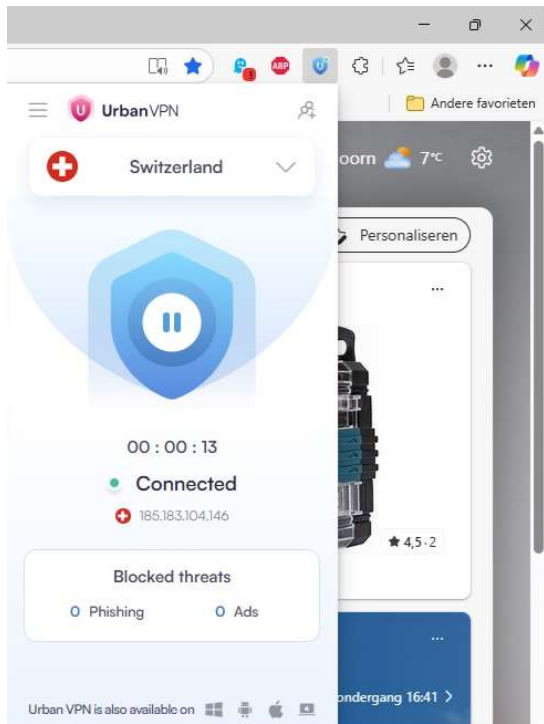 ABP
3
Andere favorieten
UrbanVPN
Switzerland
oorn 7°C
Personaliseren
00 : 00 : 13
Connected
185.183.104.146
4,5 · 2
Blocked threats
0 Phishing 0 Ads
Urban VPN is also available on
ondergang 16:41